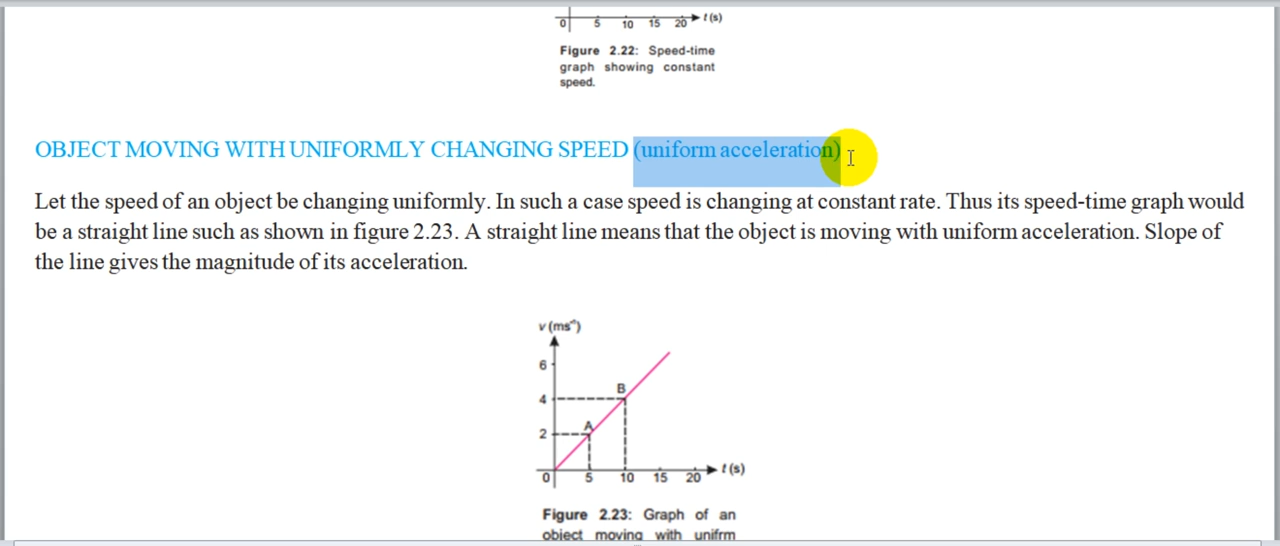 0 5 10 15 20 t (s)
Figure 2.22: Speed-time
graph showing constant
speed.
OBJECT MOVING WITH UNIFORMLY CHANGING SPEED (uniform acceleration)
Let the speed of an object be changing uniformly. In such a case speed is changing at constant rate. Thus its speed-time graph would
be a straight line such as shown in figure 2.23. A straight line means that the object is moving with uniform acceleration. Slope of
the line gives the magnitude of its acceleration.
v (ms⁻¹)
6
B
4
A
2
0 5 10 15 20 t (s)
Figure 2.23: Graph of an
object moving with unifrm